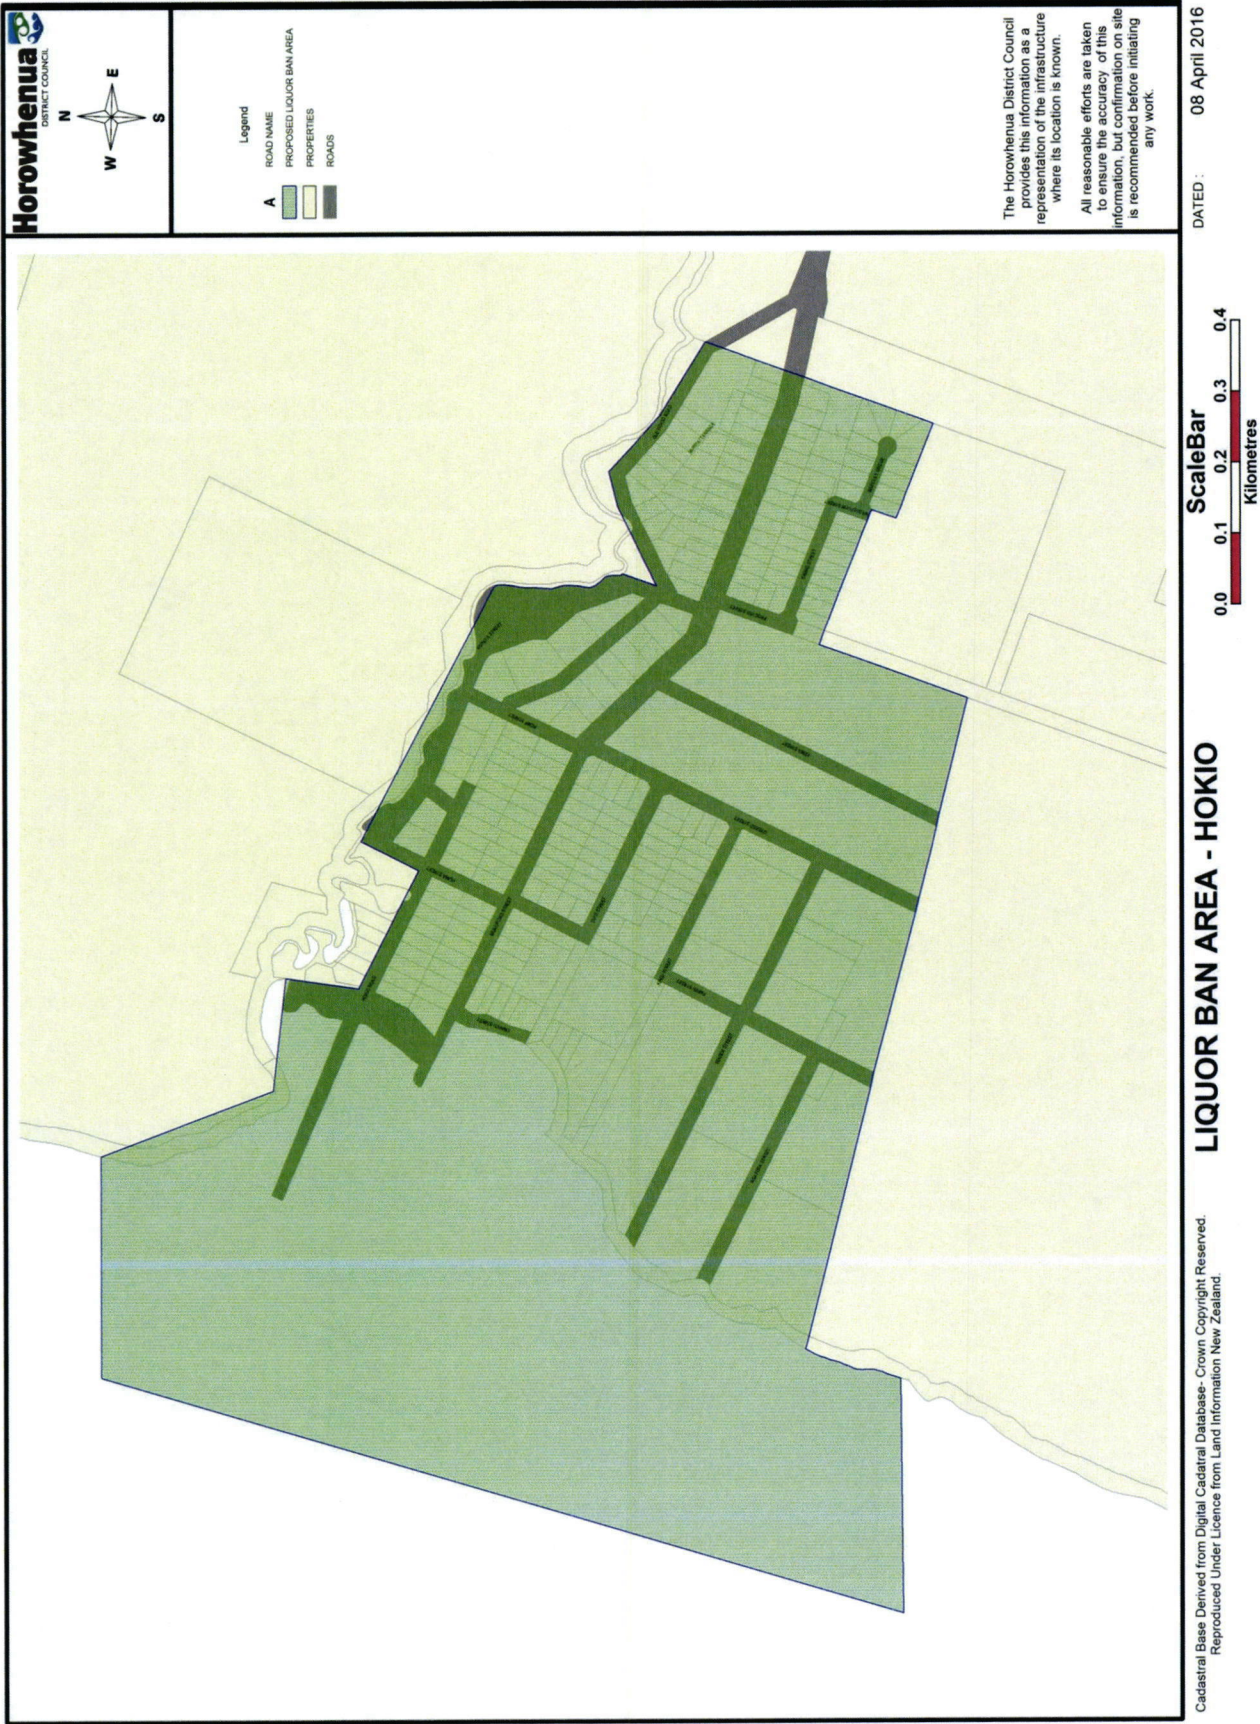 Horowhenua
DISTRICT COUNCIL
N
W
E
S
Legend
A ROAD NAME
PROPOSED LIQUOR BAN AREA
PROPERTIES
ROADS
The Horowhenua District Council
provides this information as a
representation of the infrastructure
where its location is known.
All reasonable efforts are taken
to ensure the accuracy of this
information, but confirmation on site
is recommended before initiating
any work.
Cadastral Base Derived from Digital Cadatral Database- Crown Copyright Reserved.
Reproduced Under Licence from Land Information New Zealand.
LIQUOR BAN AREA - HOKIO
ScaleBar
0.0 0.1 0.2 0.3 0.4
Kilometres
DATED : 08 April 2016